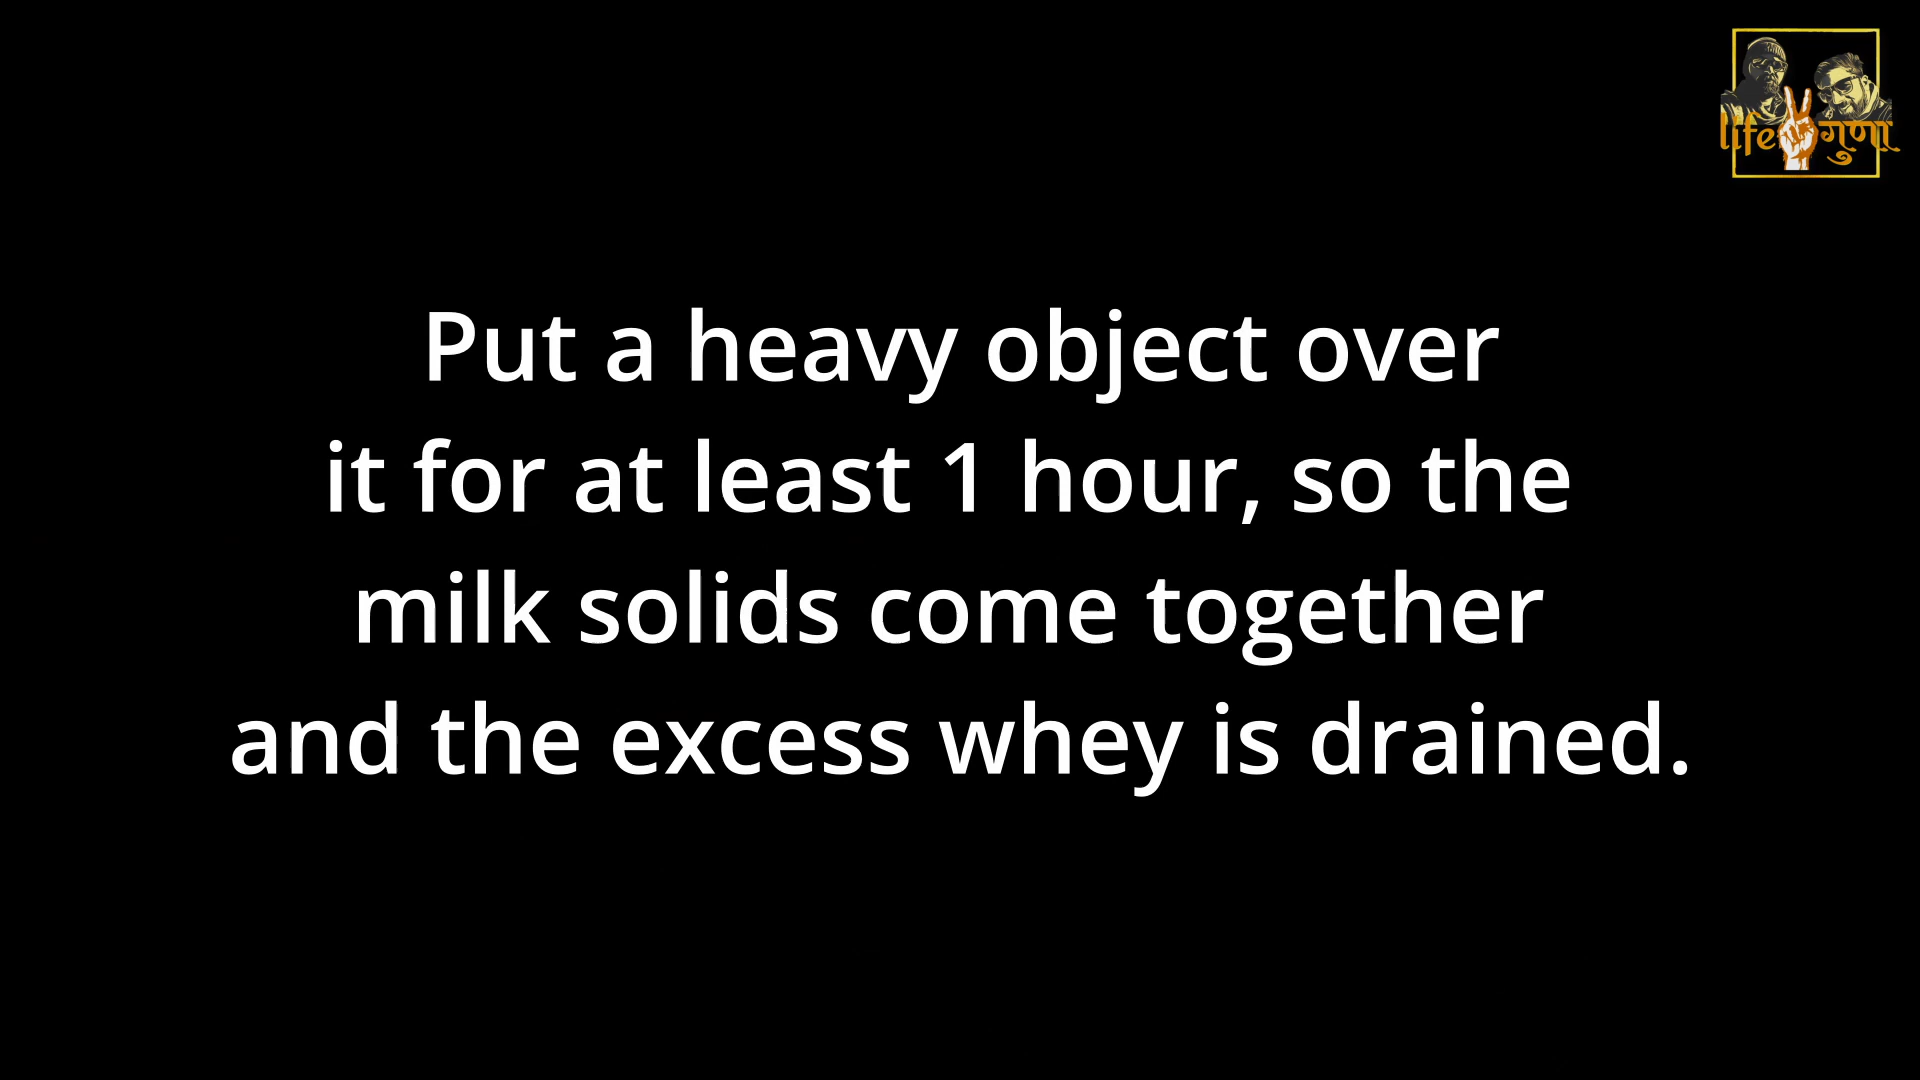 life गुणा
Put a heavy object over
it for at least 1 hour, so the
milk solids come together
and the excess whey is drained.